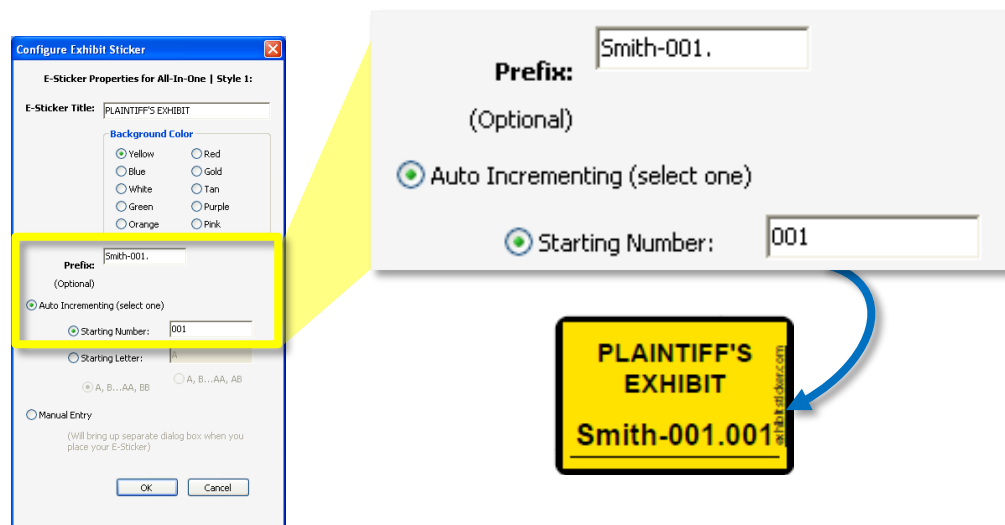 Configure Exhibit Sticker
E-Sticker Properties for All-In-One | Style 1:
E-Sticker Title: PLAINTIFF'S EXHIBIT
Background Color
Yellow Red
Blue Gold
White Tan
Green Purple
Orange Pink
Prefix: Smith-001.
(Optional)
Auto Incrementing (select one)
Starting Number: 001
Starting Letter: A
A, B...AA, BB A, B...AA, AB
Manual Entry
(Will bring up separate dialog box when you
place your E-Sticker)
OK Cancel
Prefix: Smith-001.
(Optional)
Auto Incrementing (select one)
Starting Number: 001
PLAINTIFF'S
EXHIBIT
Smith-001.001
exhibitsticker.com